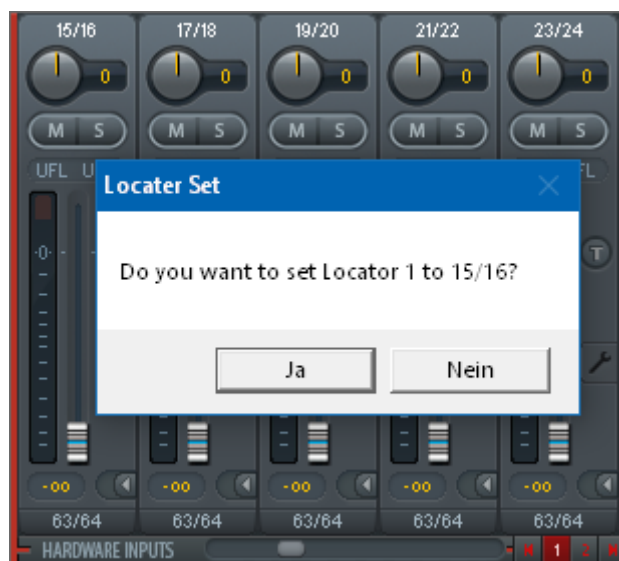 15/16 17/18 19/20 21/22 23/24
0 0 0 0 0
M S M S M S M S M S
UFL U FL
Locater Set
-0- T
Do you want to set Locator 1 to 15/16?
Ja Nein
-oo -oo -oo -oo -oo
63/64 63/64 63/64 63/64 63/64
HARDWARE INPUTS 1 2